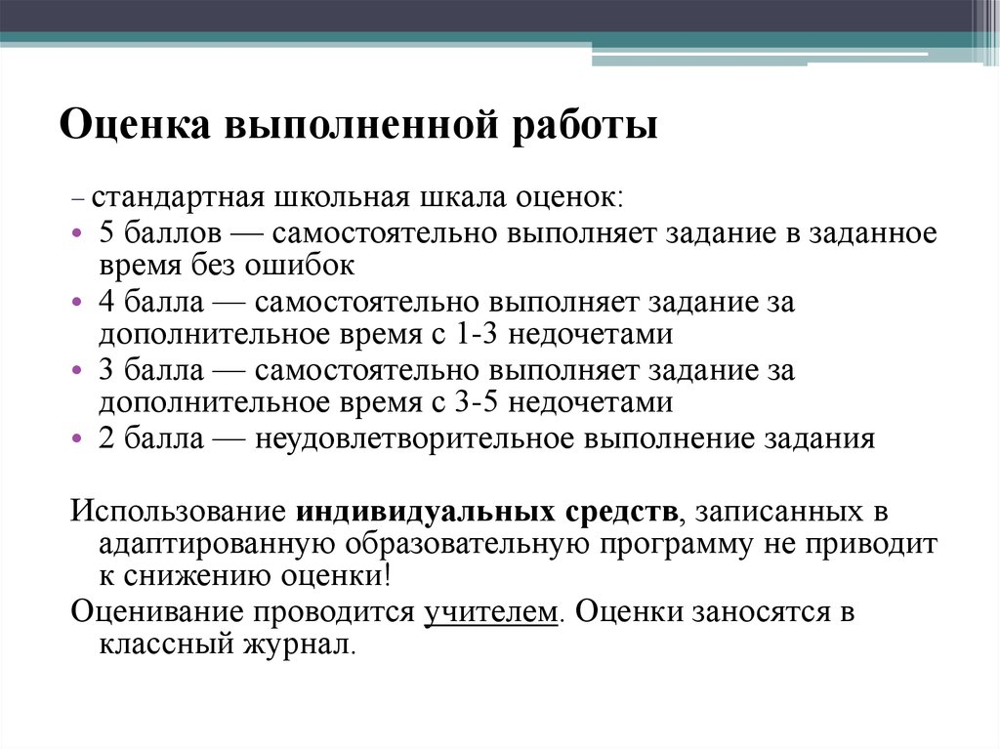 Оценка выполненной работы
– стандартная школьная шкала оценок:
• 5 баллов — самостоятельно выполняет задание в заданное
время без ошибок
• 4 балла — самостоятельно выполняет задание за
дополнительное время с 1-3 недочетами
• 3 балла — самостоятельно выполняет задание за
дополнительное время с 3-5 недочетами
• 2 балла — неудовлетворительное выполнение задания
Использование индивидуальных средств, записанных в
адаптированную образовательную программу не приводит
к снижению оценки!
Оценивание проводится учителем. Оценки заносятся в
классный журнал.